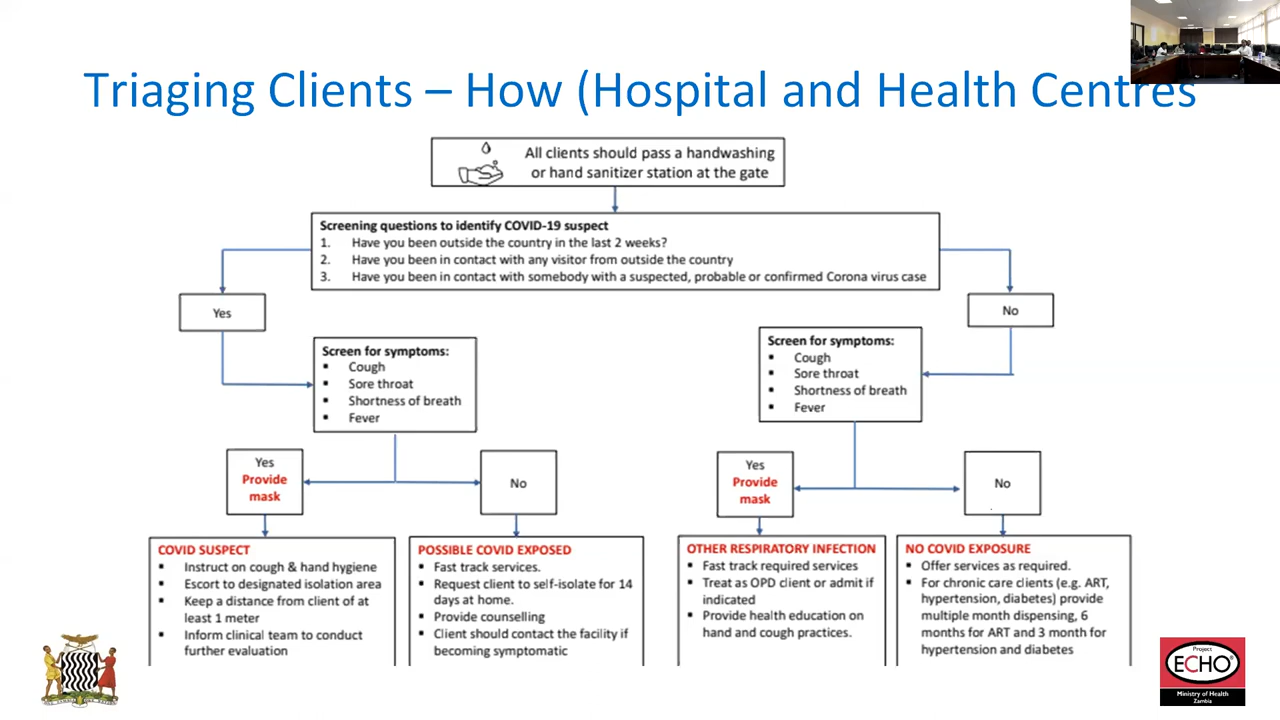 Triaging Clients – How (Hospital and Health Centres
All clients should pass a handwashing
or hand sanitizer station at the gate
Screening questions to identify COVID-19 suspect
1. Have you been outside the country in the last 2 weeks?
2. Have you been in contact with any visitor from outside the country
3. Have you been in contact with somebody with a suspected, probable or confirmed Corona virus case
Yes
No
Screen for symptoms:
▪ Cough
▪ Sore throat
▪ Shortness of breath
▪ Fever
Screen for symptoms:
▪ Cough
▪ Sore throat
▪ Shortness of breath
▪ Fever
Yes
Provide
mask
No
Yes
Provide
mask
No
COVID SUSPECT
▪ Instruct on cough & hand hygiene
▪ Escort to designated isolation area
▪ Keep a distance from client of at
least 1 meter
▪ Inform clinical team to conduct
further evaluation
POSSIBLE COVID EXPOSED
▪ Fast track services.
▪ Request client to self-isolate for 14
days at home.
▪ Provide counselling
▪ Client should contact the facility if
becoming symptomatic
OTHER RESPIRATORY INFECTION
▪ Fast track required services
▪ Treat as OPD client or admit if
indicated
▪ Provide health education on
hand and cough practices.
NO COVID EXPOSURE
▪ Offer services as required.
▪ For chronic care clients (e.g. ART,
hypertension, diabetes) provide
multiple month dispensing, 6
months for ART and 3 month for
hypertension and diabetes
Project
ECHO®
Ministry of Health
Zambia